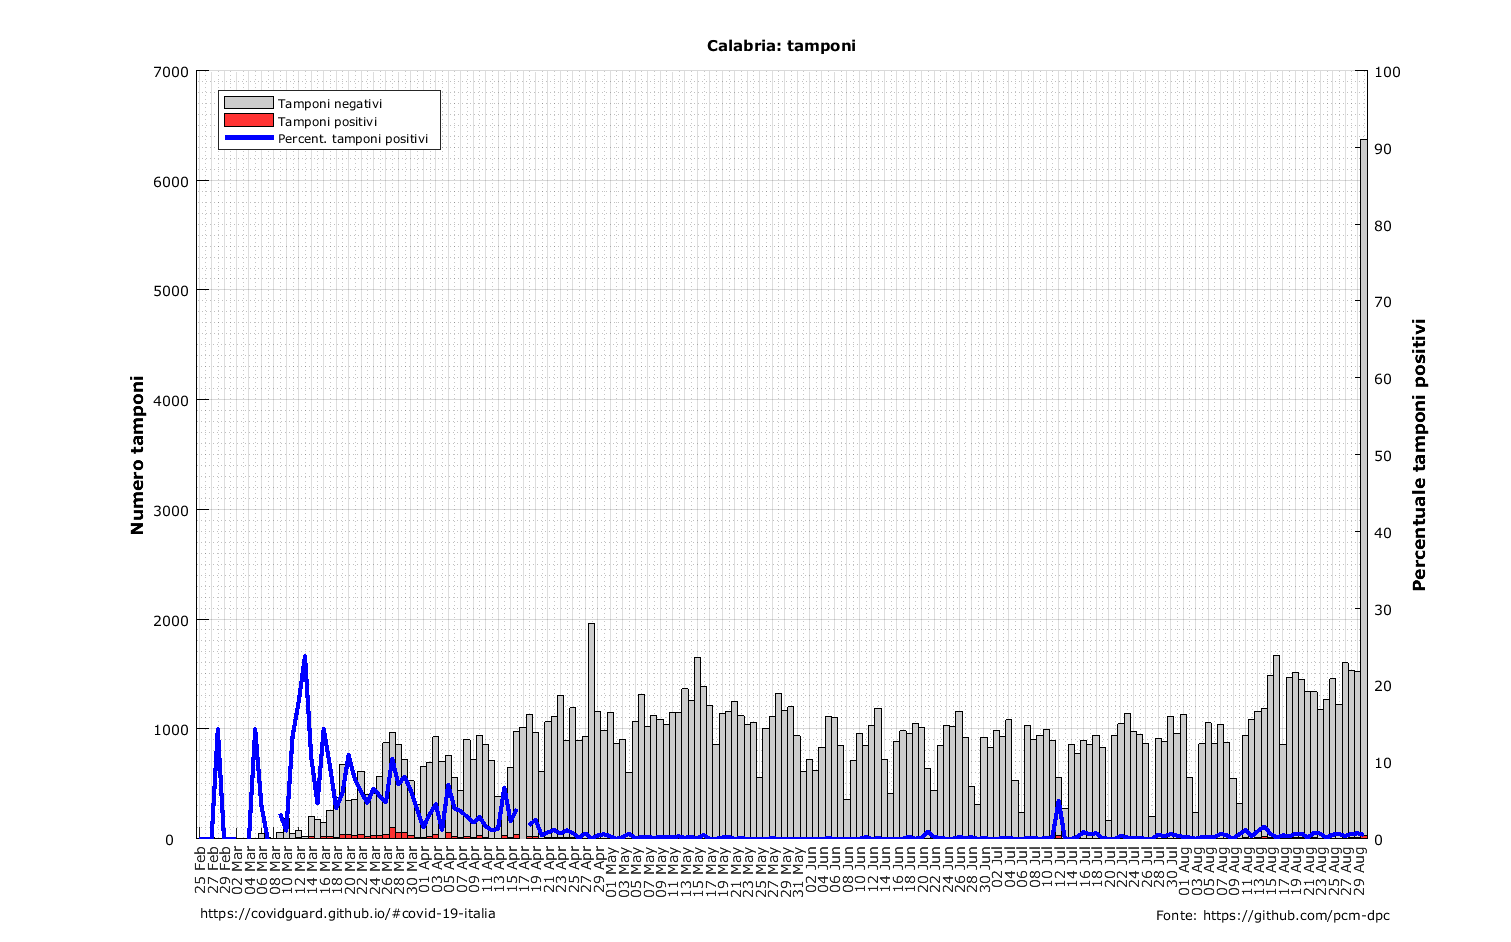 Calabria: tamponi
Tamponi negativi
Tamponi positivi
Percent. tamponi positivi
Numero tamponi
7000
6000
5000
4000
3000
2000
1000
0
Percentuale tamponi positivi
100
90
80
70
60
50
40
30
20
10
0
25 Feb
27 Feb
29 Feb
02 Mar
04 Mar
06 Mar
08 Mar
10 Mar
12 Mar
14 Mar
16 Mar
18 Mar
20 Mar
22 Mar
24 Mar
26 Mar
28 Mar
30 Mar
01 Apr
03 Apr
05 Apr
07 Apr
09 Apr
11 Apr
13 Apr
15 Apr
17 Apr
19 Apr
21 Apr
23 Apr
25 Apr
27 Apr
29 Apr
01 May
03 May
05 May
07 May
09 May
11 May
13 May
15 May
17 May
19 May
21 May
23 May
25 May
27 May
29 May
31 May
02 Jun
04 Jun
06 Jun
08 Jun
10 Jun
12 Jun
14 Jun
16 Jun
18 Jun
20 Jun
22 Jun
24 Jun
26 Jun
28 Jun
30 Jun
02 Jul
04 Jul
06 Jul
08 Jul
10 Jul
12 Jul
14 Jul
16 Jul
18 Jul
20 Jul
22 Jul
24 Jul
26 Jul
28 Jul
30 Jul
01 Aug
03 Aug
05 Aug
07 Aug
09 Aug
11 Aug
13 Aug
15 Aug
17 Aug
19 Aug
21 Aug
23 Aug
25 Aug
27 Aug
29 Aug
https://covidguard.github.io/#covid-19-italia
Fonte: https://github.com/pcm-dpc